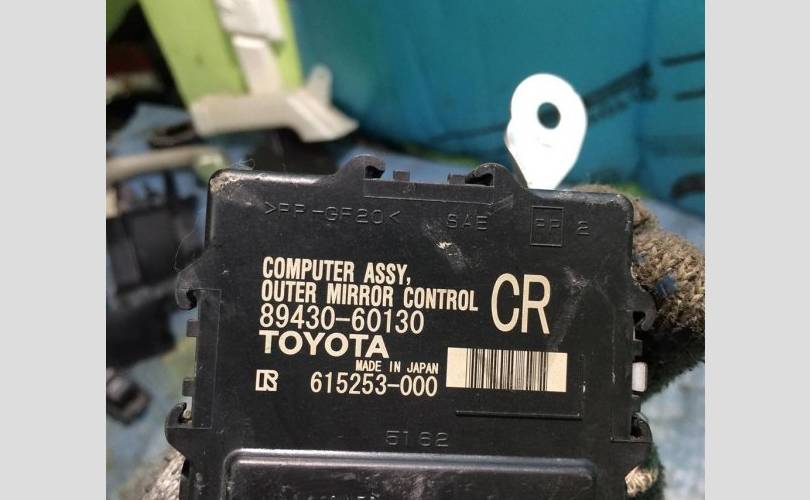 >PP-GF20< SAE PP 2
COMPUTER ASSY,
OUTER MIRROR CONTROL CR
89430-60130
TOYOTA
MADE IN JAPAN
615253-000
5162